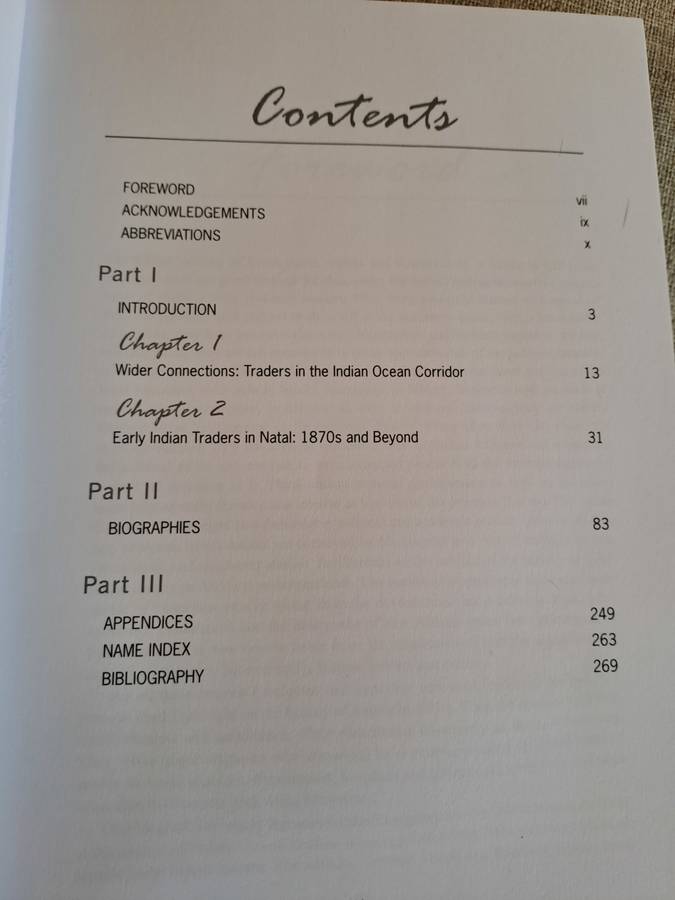 Contents
FOREWORD vii
ACKNOWLEDGEMENTS ix
ABBREVIATIONS x
Part I
INTRODUCTION 3
Chapter 1
Wider Connections: Traders in the Indian Ocean Corridor 13
Chapter 2
Early Indian Traders in Natal: 1870s and Beyond 31
Part II
BIOGRAPHIES 83
Part III
APPENDICES 249
NAME INDEX 263
BIBLIOGRAPHY 269